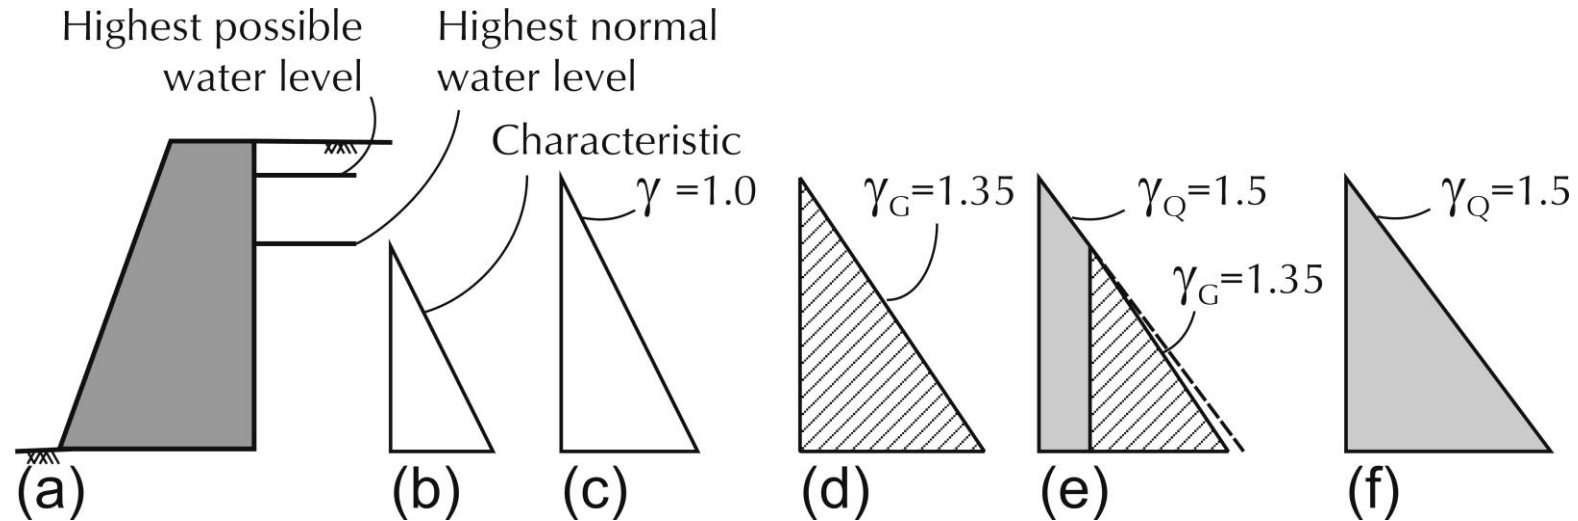 Highest possible
water level
Highest normal
water level
Characteristic
γ =1.0
γG=1.35
γQ=1.5
γG=1.35
γQ=1.5
(a)
(b)
(c)
(d)
(e)
(f)